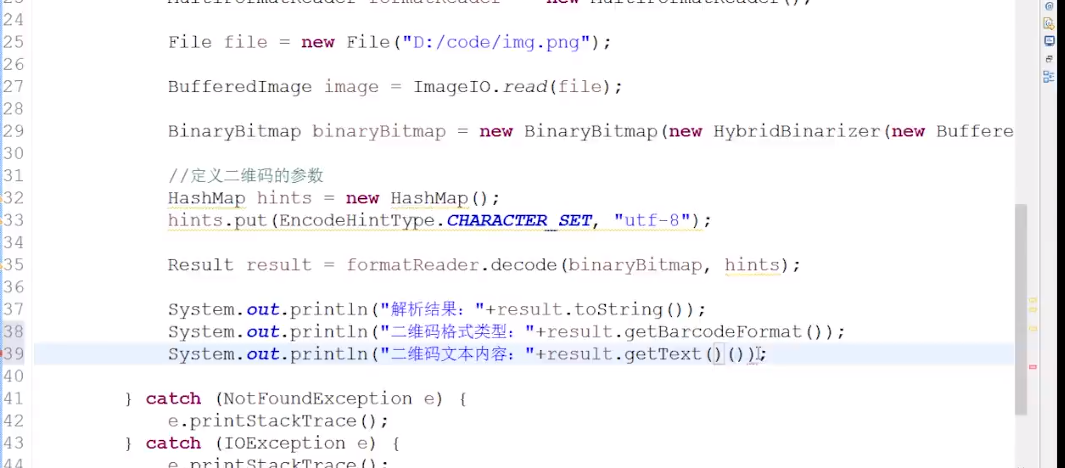 24
25 File file = new File("D:/code/img.png");
26
27 BufferedImage image = ImageIO.read(file);
28
29 BinaryBitmap binaryBitmap = new BinaryBitmap(new HybridBinarizer(new Buffere
30
31 //定义二维码的参数
32 HashMap hints = new HashMap();
33 hints.put(EncodeHintType.CHARACTER_SET, "utf-8");
34
35 Result result = formatReader.decode(binaryBitmap, hints);
36
37 System.out.println("解析结果："+result.toString());
38 System.out.println("二维码格式类型："+result.getBarcodeFormat());
39 System.out.println("二维码文本内容："+result.getText()());
40
41 } catch (NotFoundException e) {
42 e.printStackTrace();
43 } catch (IOException e) {
44 e.printStackTrace();